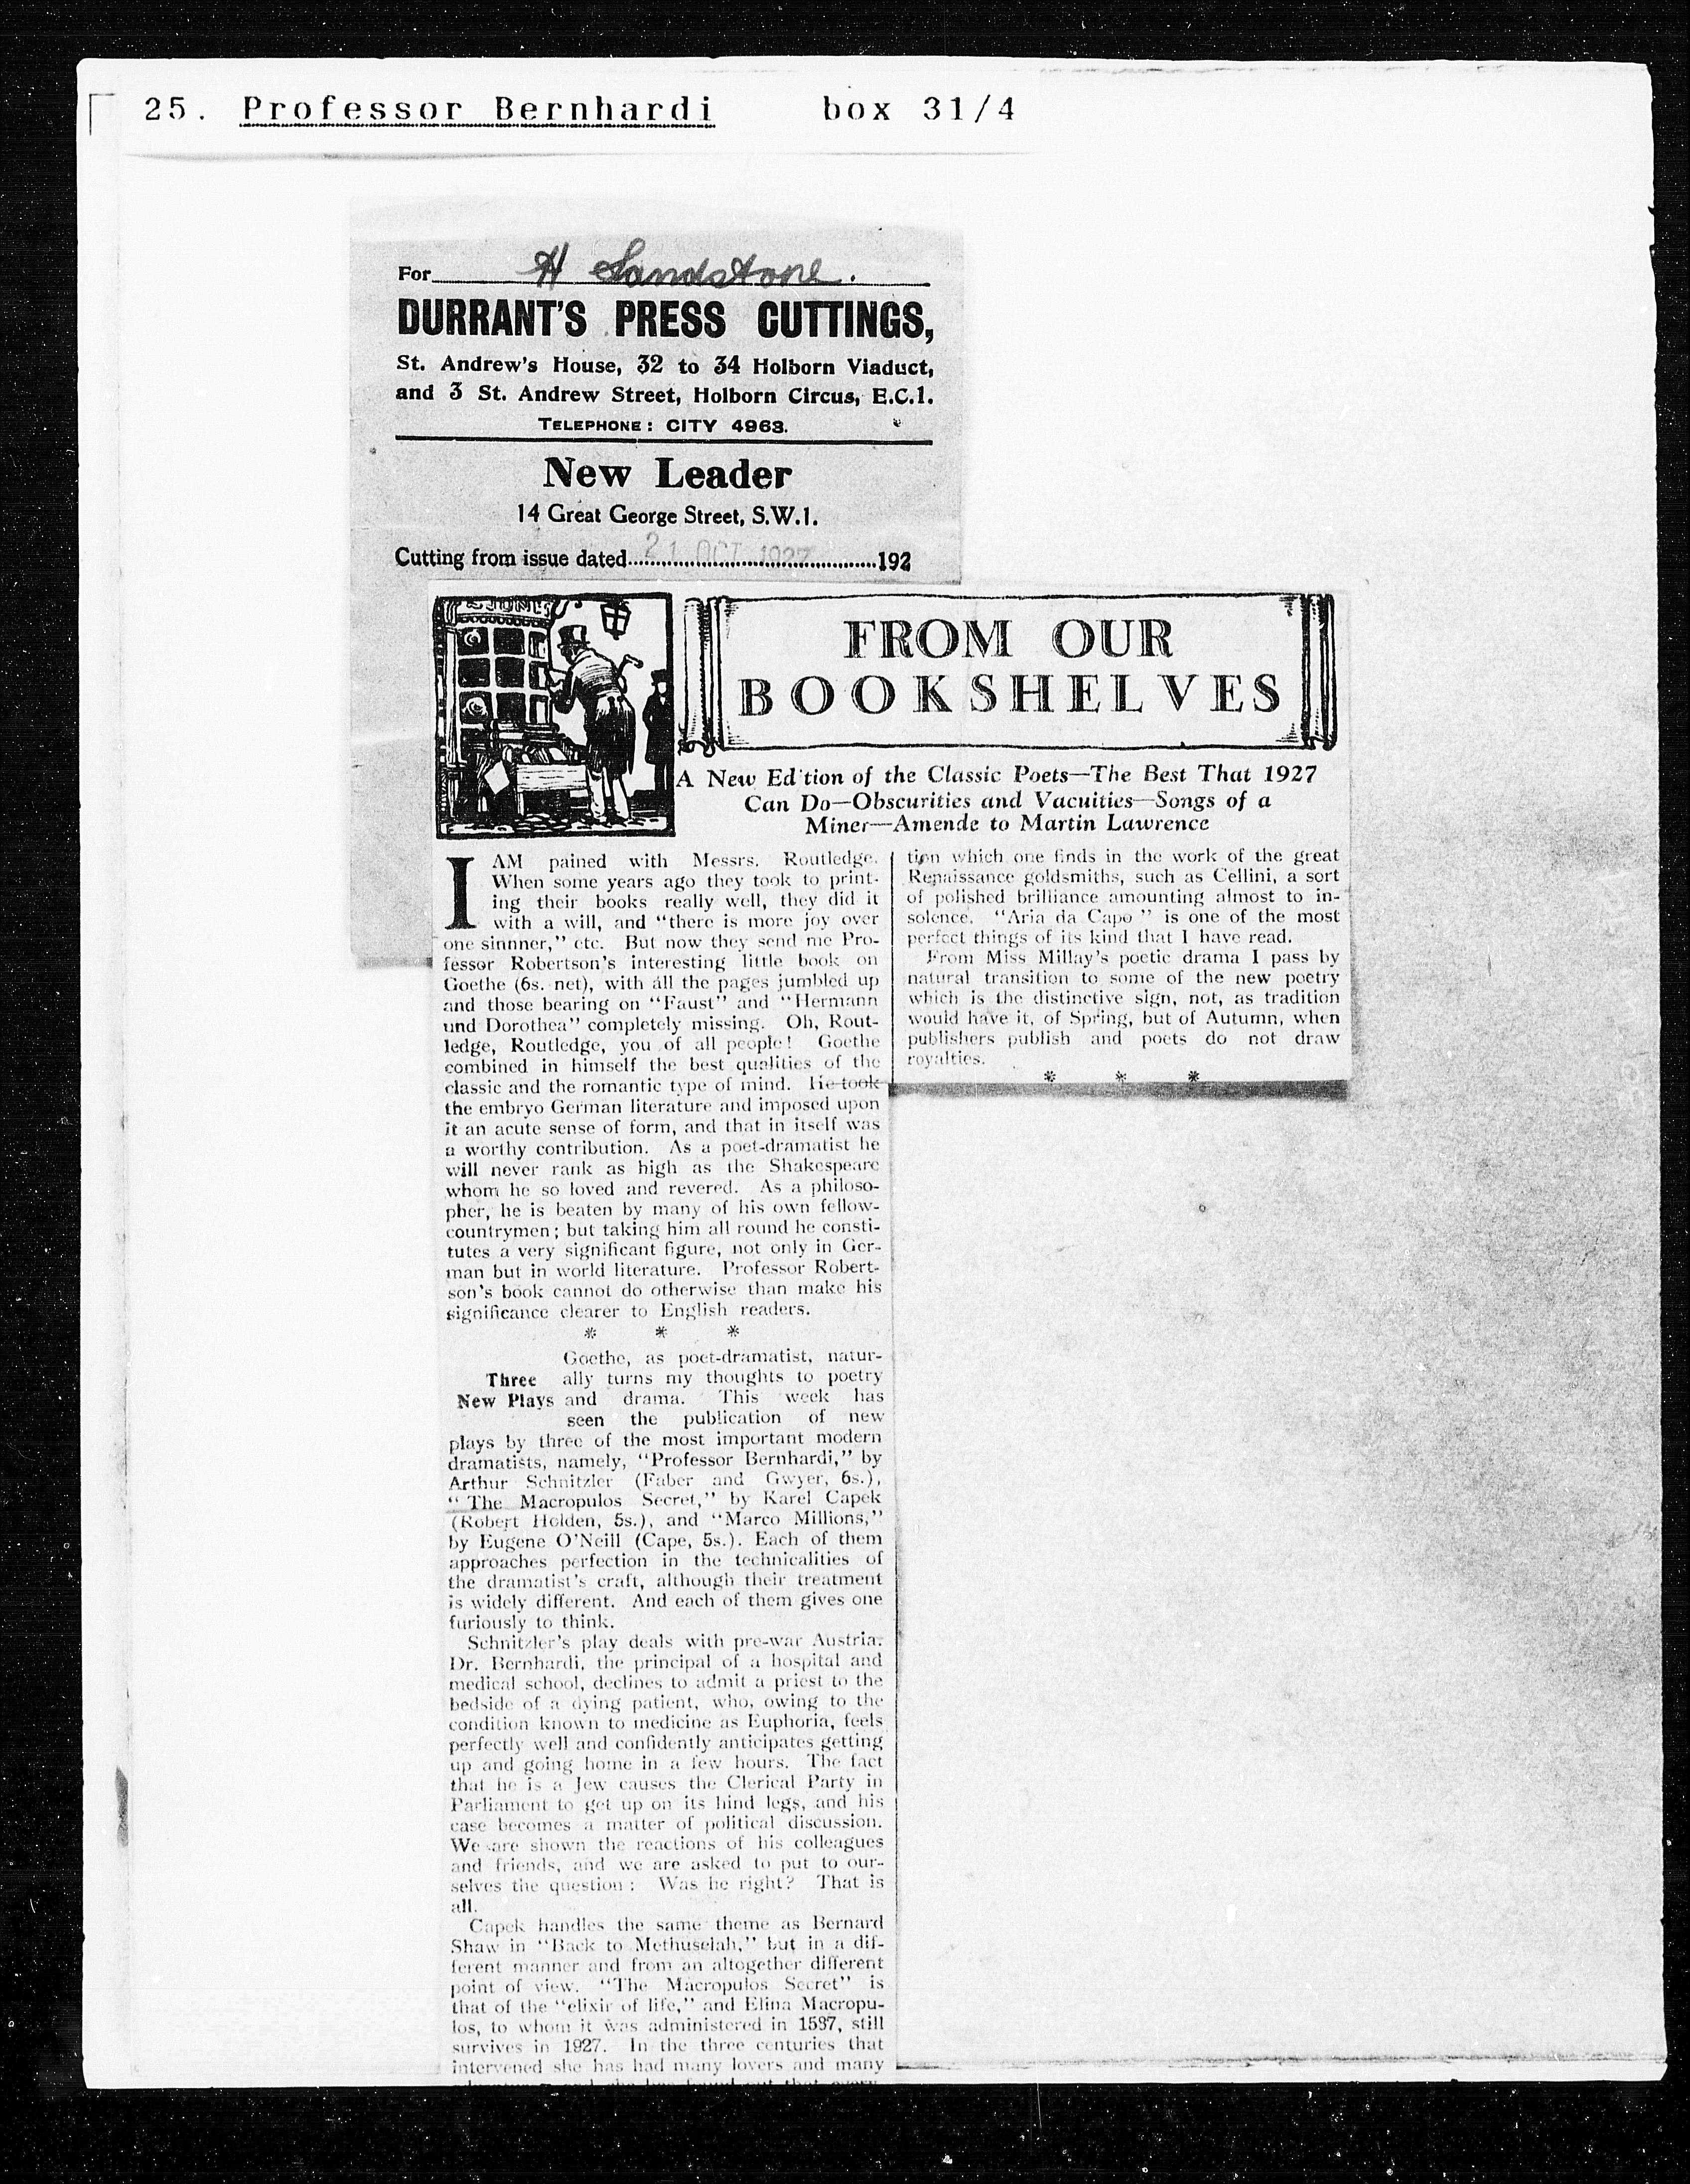 25. Professor Bernhardi box 31/4
For H Sandstone.
DURRANT'S PRESS CUTTINGS,
St. Andrew's House, 32 to 34 Holborn Viaduct,
and 3 St. Andrew Street, Holborn Circus, E.C.1.
TELEPHONE: CITY 4963.
New Leader
14 Great George Street, S.W.1.
Cutting from issue dated 21 OCT 1927 192
FROM OUR
BOOKSHELVES
A New Ed'tion of the Classic Poets—The Best That 1927
Can Do—Obscurities and Vacuities—Songs of a
Miner—Amende to Martin Lawrence
I AM pained with Messrs. Routledge.
When some years ago they took to print-
ing their books really well, they did it
with a will, and "there is more joy over
one sinnner," etc. But now they send me Pro-
fessor Robertson's interesting little book on
Goethe (6s. net), with all the pages jumbled up
and those bearing on "Faust" and "Hermann
und Dorothea" completely missing. Oh, Rout-
ledge, Routledge, you of all people! Goethe
combined in himself the best qualities of the
classic and the romantic type of mind. He took
the embryo German literature and imposed upon
it an acute sense of form, and that in itself was
a worthy contribution. As a poet-dramatist he
will never rank as high as the Shakespeare
whom he so loved and revered. As a philoso-
pher, he is beaten by many of his own fellow-
countrymen; but taking him all round he consti-
tutes a very significant figure, not only in Ger-
man but in world literature. Professor Robert-
son's book cannot do otherwise than make his
significance clearer to English readers.
* * *
Goethe, as poet-dramatist, natur-
Three ally turns my thoughts to poetry
New Plays and drama. This week has
seen the publication of new
plays by three of the most important modern
dramatists, namely, "Professor Bernhardi," by
Arthur Schnitzler (Faber and Gwyer, 6s.),
"The Macropulos Secret," by Karel Capek
(Robert Holden, 5s.), and "Marco Millions,"
by Eugene O'Neill (Cape, 5s.). Each of them
approaches perfection in the technicalities of
the dramatist's craft, although their treatment
is widely different. And each of them gives one
furiously to think.
Schnitzler's play deals with pre-war Austria.
Dr. Bernhardi, the principal of a hospital and
medical school, declines to admit a priest to the
bedside of a dying patient, who, owing to the
condition known to medicine as Euphoria, feels
perfectly well and confidently anticipates getting
up and going home in a few hours. The fact
that he is a Jew causes the Clerical Party in
Parliament to get up on its hind legs, and his
case becomes a matter of political discussion.
We are shown the reactions of his colleagues
and friends, and we are asked to put to our-
selves the question: Was he right? That is
all.
Capek handles the same theme as Bernard
Shaw in "Back to Methuselah," but in a dif-
ferent manner and from an altogether different
point of view. "The Macropulos Secret" is
that of the "elixir of life," and Elina Macropu-
los, to whom it was administered in 1597, still
survives in 1927. In the three centuries that
intervened she has had many lovers and many
tion which one finds in the work of the great
Renaissance goldsmiths, such as Cellini, a sort
of polished brilliance amounting almost to in-
solence. "Aria da Capo" is one of the most
perfect things of its kind that I have read.
From Miss Millay's poetic drama I pass by
natural transition to some of the new poetry
which is the distinctive sign, not, as tradition
would have it, of Spring, but of Autumn, when
publishers publish and poets do not draw
royalties.
* * *